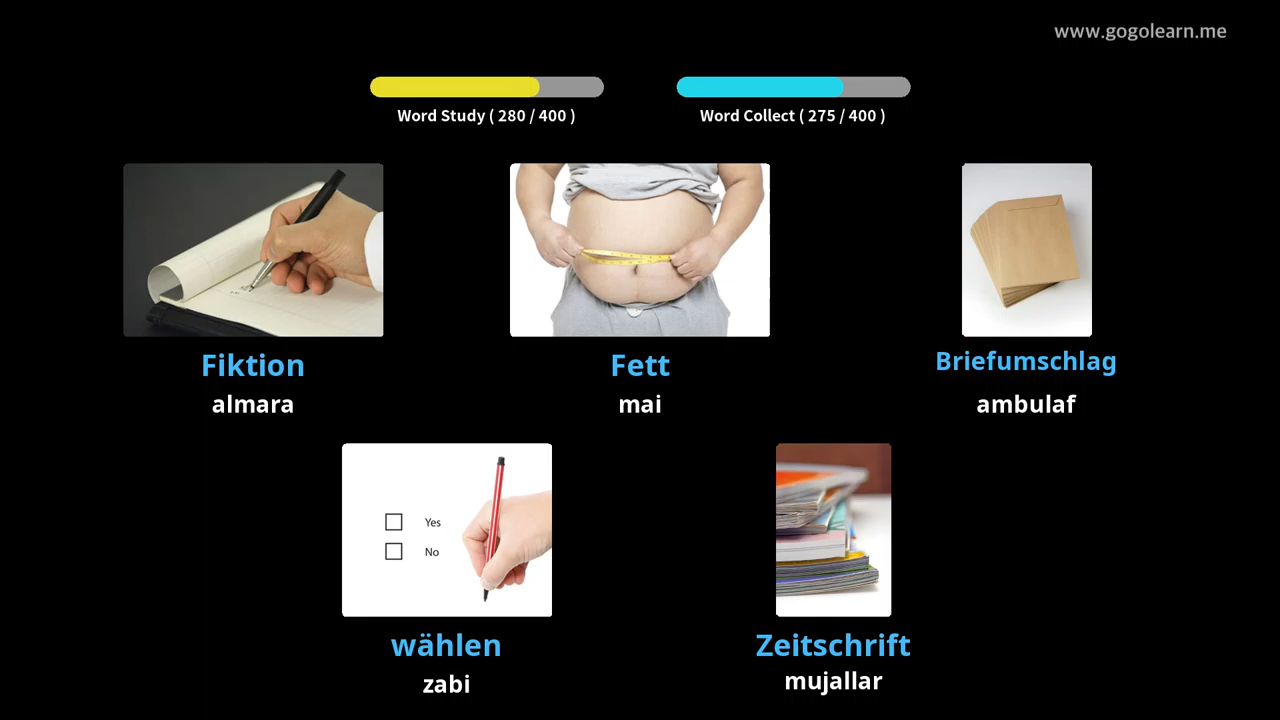 www.gogolearn.me
Word Study ( 280 / 400 )
Word Collect ( 275 / 400 )
Fiktion
almara
Fett
mai
Briefumschlag
ambulaf
Yes
No
wählen
zabi
Zeitschrift
mujallar